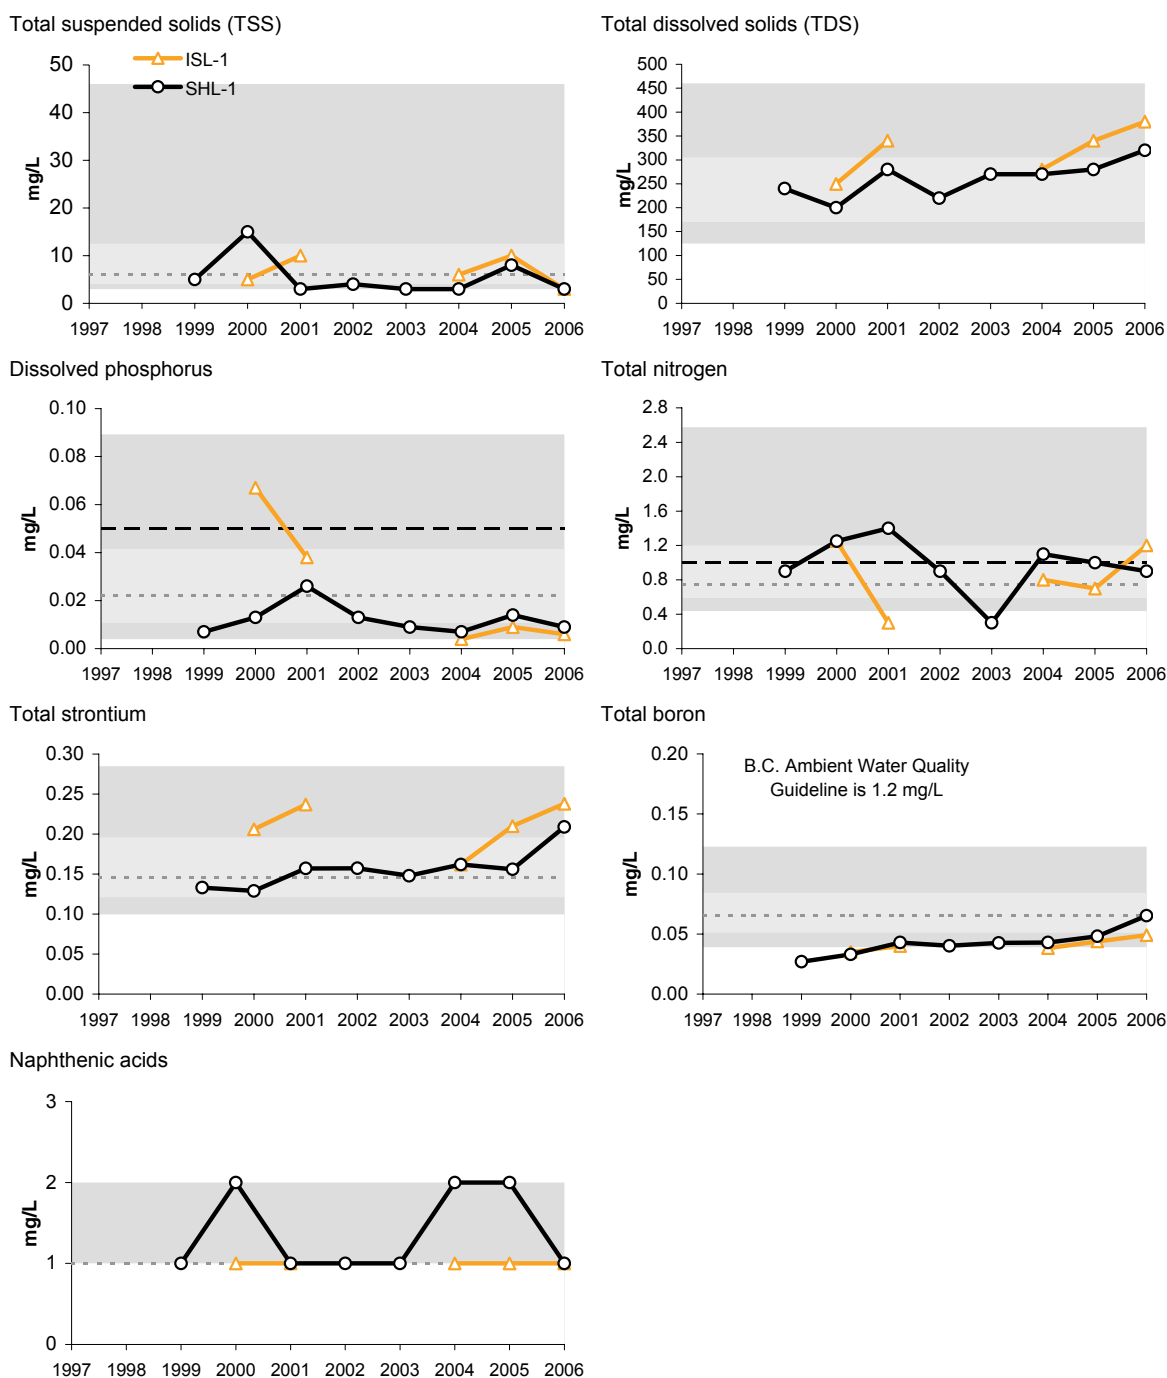 Total suspended solids (TSS)
ISL-1
SHL-1
mg/L
50
40
30
20
10
0
1997 1998 1999 2000 2001 2002 2003 2004 2005 2006
Total dissolved solids (TDS)
mg/L
500
450
400
350
300
250
200
150
100
50
0
1997 1998 1999 2000 2001 2002 2003 2004 2005 2006
Dissolved phosphorus
mg/L
0.10
0.08
0.06
0.04
0.02
0.00
1997 1998 1999 2000 2001 2002 2003 2004 2005 2006
Total nitrogen
mg/L
2.8
2.4
2.0
1.6
1.2
0.8
0.4
0.0
1997 1998 1999 2000 2001 2002 2003 2004 2005 2006
Total strontium
mg/L
0.30
0.25
0.20
0.15
0.10
0.05
0.00
1997 1998 1999 2000 2001 2002 2003 2004 2005 2006
Total boron
B.C. Ambient Water Quality
Guideline is 1.2 mg/L
mg/L
0.20
0.15
0.10
0.05
0.00
1997 1998 1999 2000 2001 2002 2003 2004 2005 2006
Naphthenic acids
mg/L
3
2
1
0
1997 1998 1999 2000 2001 2002 2003 2004 2005 2006